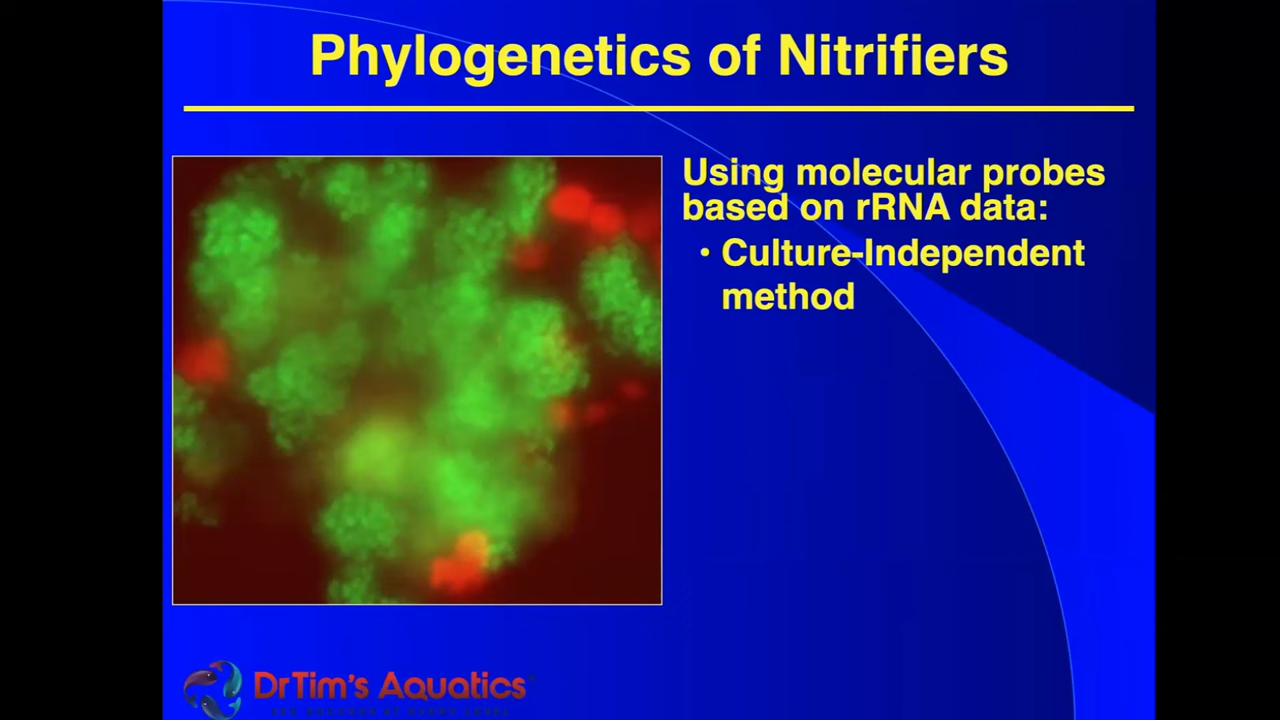 Phylogenetics of Nitrifiers
Using molecular probes
based on rRNA data:
• Culture-Independent
method
DrTim's Aquatics